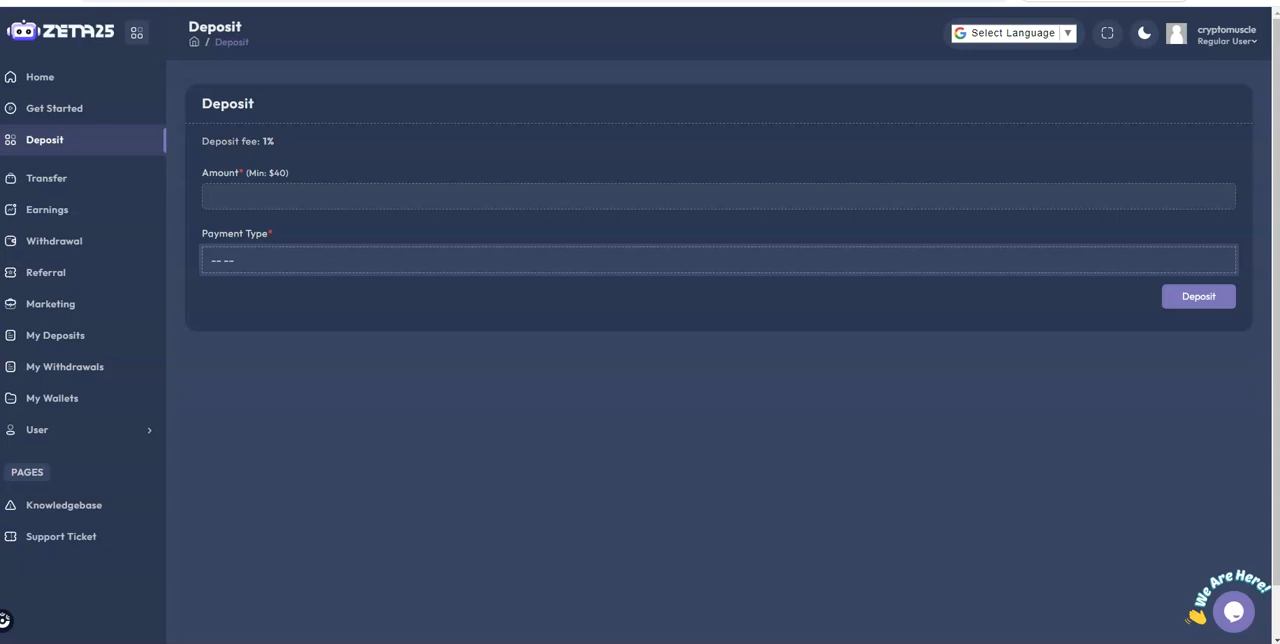 ZETA25
Deposit
/ Deposit
Select Language ▼
cryptomuscle
Regular User
Home
Get Started
Deposit
Transfer
Earnings
Withdrawal
Referral
Marketing
My Deposits
My Withdrawals
My Wallets
User
PAGES
Knowledgebase
Support Ticket
Deposit
Deposit fee: 1%
Amount* (Min: $40)
Payment Type*
-- --
Deposit
We Are Here!